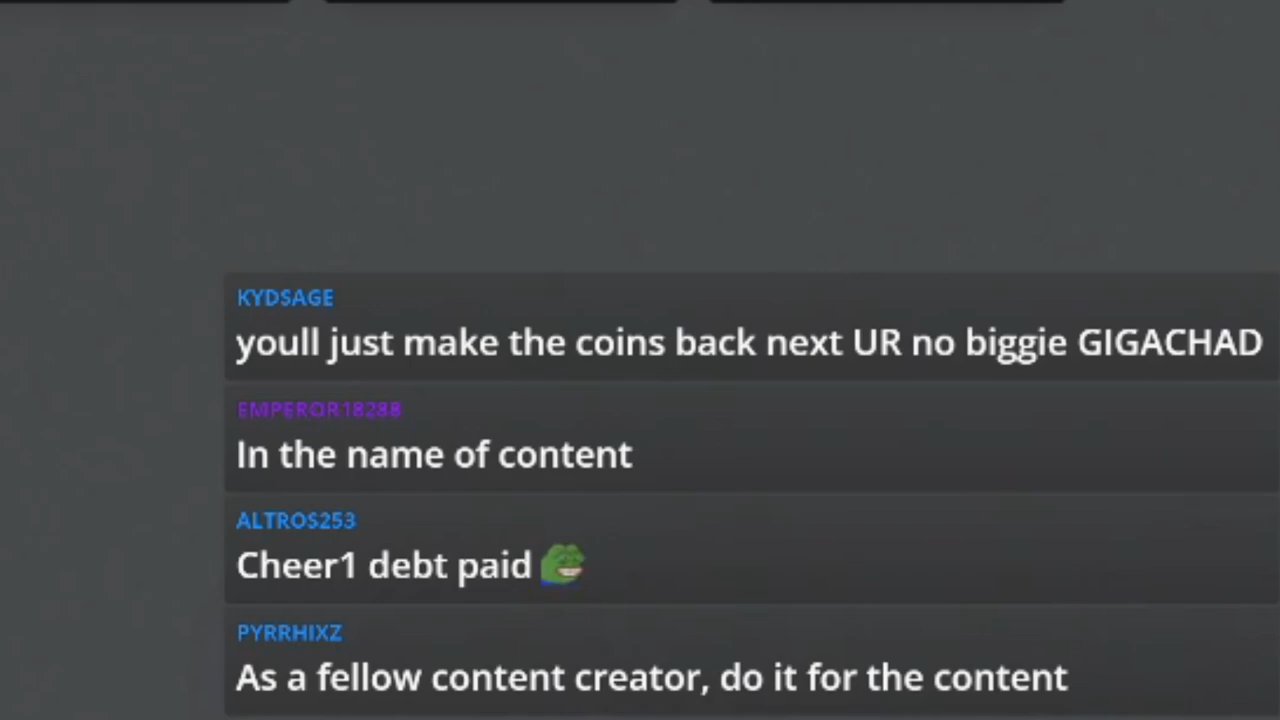 KYDSAGE
youll just make the coins back next UR no biggie GIGACHAD
EMPEROR18288
In the name of content
ALTROS253
Cheer1 debt paid
PYRRHIXZ
As a fellow content creator, do it for the content